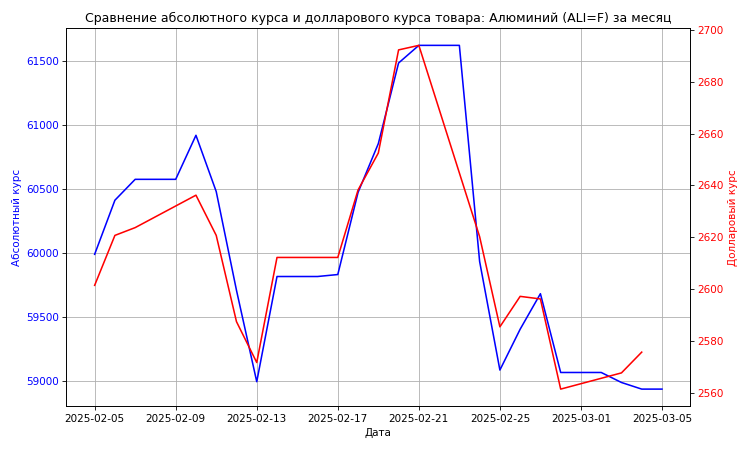 Сравнение абсолютного курса и долларового курса товара: Алюминий (ALI=F) за месяц
Абсолютный курс
61500
61000
60500
60000
59500
59000
2700
2680
2660
2640
2620
2600
2580
2560
Долларовый курс
2025-02-05 2025-02-09 2025-02-13 2025-02-17 2025-02-21 2025-02-25 2025-03-01 2025-03-05
Дата